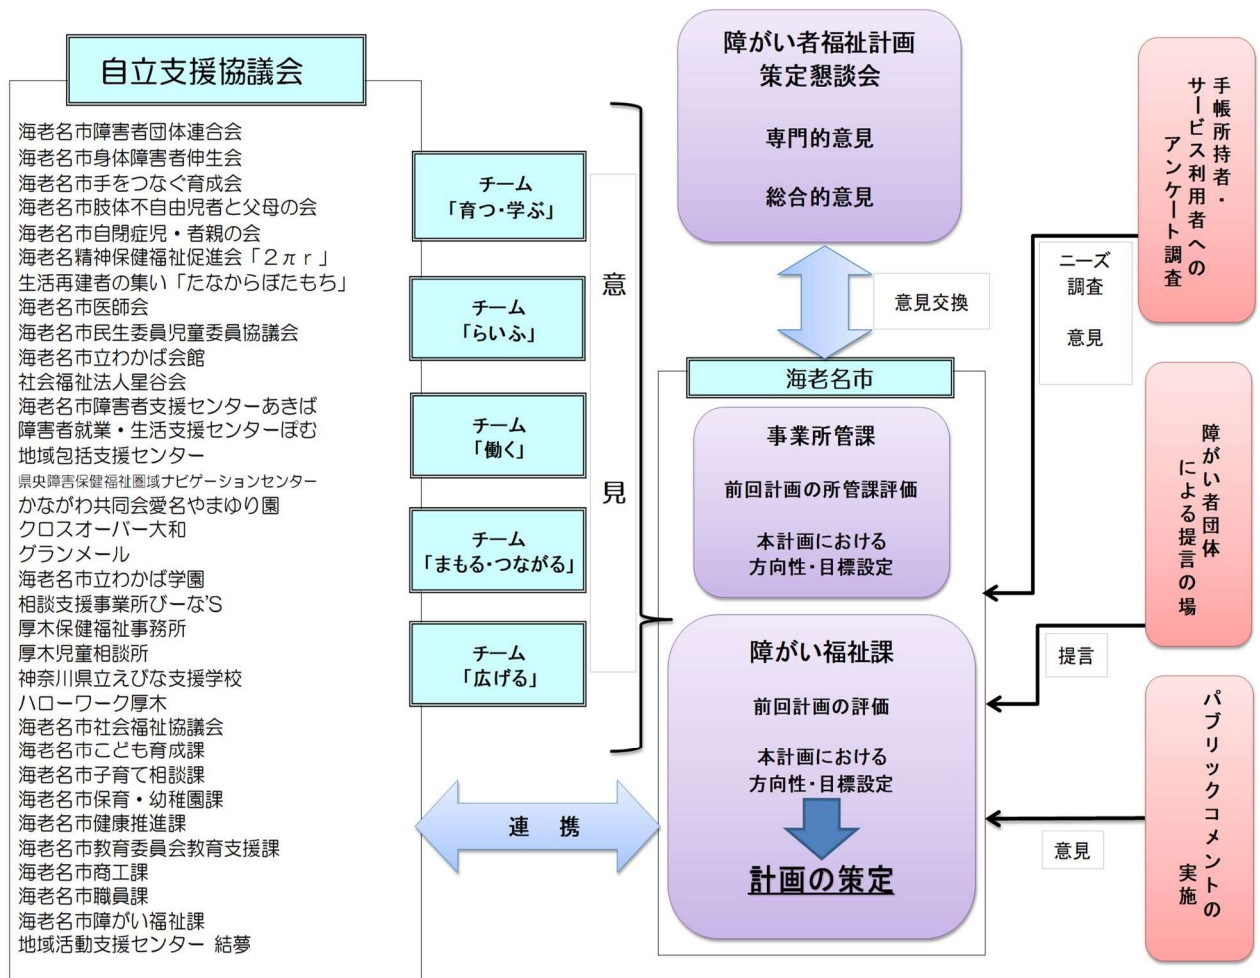 自立支援協議会
海老名市障害者団体連合会
海老名市身体障害者伸生会
海老名市手をつなぐ育成会
海老名市肢体不自由児者と父母の会
海老名市自閉症児・者親の会
海老名精神保健福祉促進会「２πｒ」
生活再建者の集い「たなからぼたもち」
海老名市医師会
海老名市民生委員児童委員協議会
海老名市立わかば会館
社会福祉法人星谷会
海老名市障害者支援センターあきば
障害者就業・生活支援センターぽむ
地域包括支援センター
県央障害保健福祉圏域ナビゲーションセンター
かながわ共同会愛名やまゆり園
クロスオーバー大和
グランメール
海老名市立わかば学園
相談支援事業所びーな’S
厚木保健福祉事務所
厚木児童相談所
神奈川県立えびな支援学校
ハローワーク厚木
海老名市社会福祉協議会
海老名市こども育成課
海老名市子育て相談課
海老名市保育・幼稚園課
海老名市健康推進課
海老名市教育委員会教育支援課
海老名市商工課
海老名市職員課
海老名市障がい福祉課
地域活動支援センター 結夢
チーム
「育つ・学ぶ」
チーム
「らいふ」
チーム
「働く」
チーム
「まもる・つながる」
チーム
「広げる」
意見
連　携
障がい者福祉計画
策定懇談会
専門的意見
総合的意見
意見交換
海老名市
事業所管課
前回計画の所管課評価
本計画における
方向性・目標設定
障がい福祉課
前回計画の評価
本計画における
方向性・目標設定
計画の策定
手帳所持者・
サービス利用者への
アンケート調査
ニーズ
調査
意見
障がい者団体
による提言の場
提言
パブリックコメントの
実施
意見